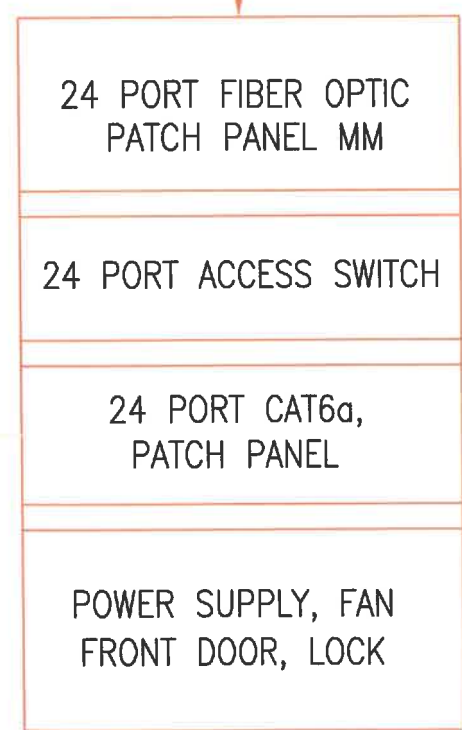 24 PORT FIBER OPTIC
PATCH PANEL MM
24 PORT ACCESS SWITCH
24 PORT CAT6a,
PATCH PANEL
POWER SUPPLY, FAN
FRONT DOOR, LOCK